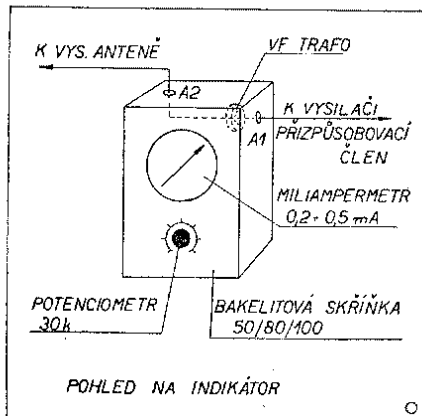 K VYS. ANTENĚ
VF TRAFO
A2
K VYSILAČI
A1
PŘIZPŮSOBOVACÍ
ČLEN
MILIAMPERMETR
0,2 ÷ 0,5 mA
POTENCIOMETR
30k
BAKELITOVÁ SKŘÍŇKA
50/80/100
POHLED NA INDIKÁTOR